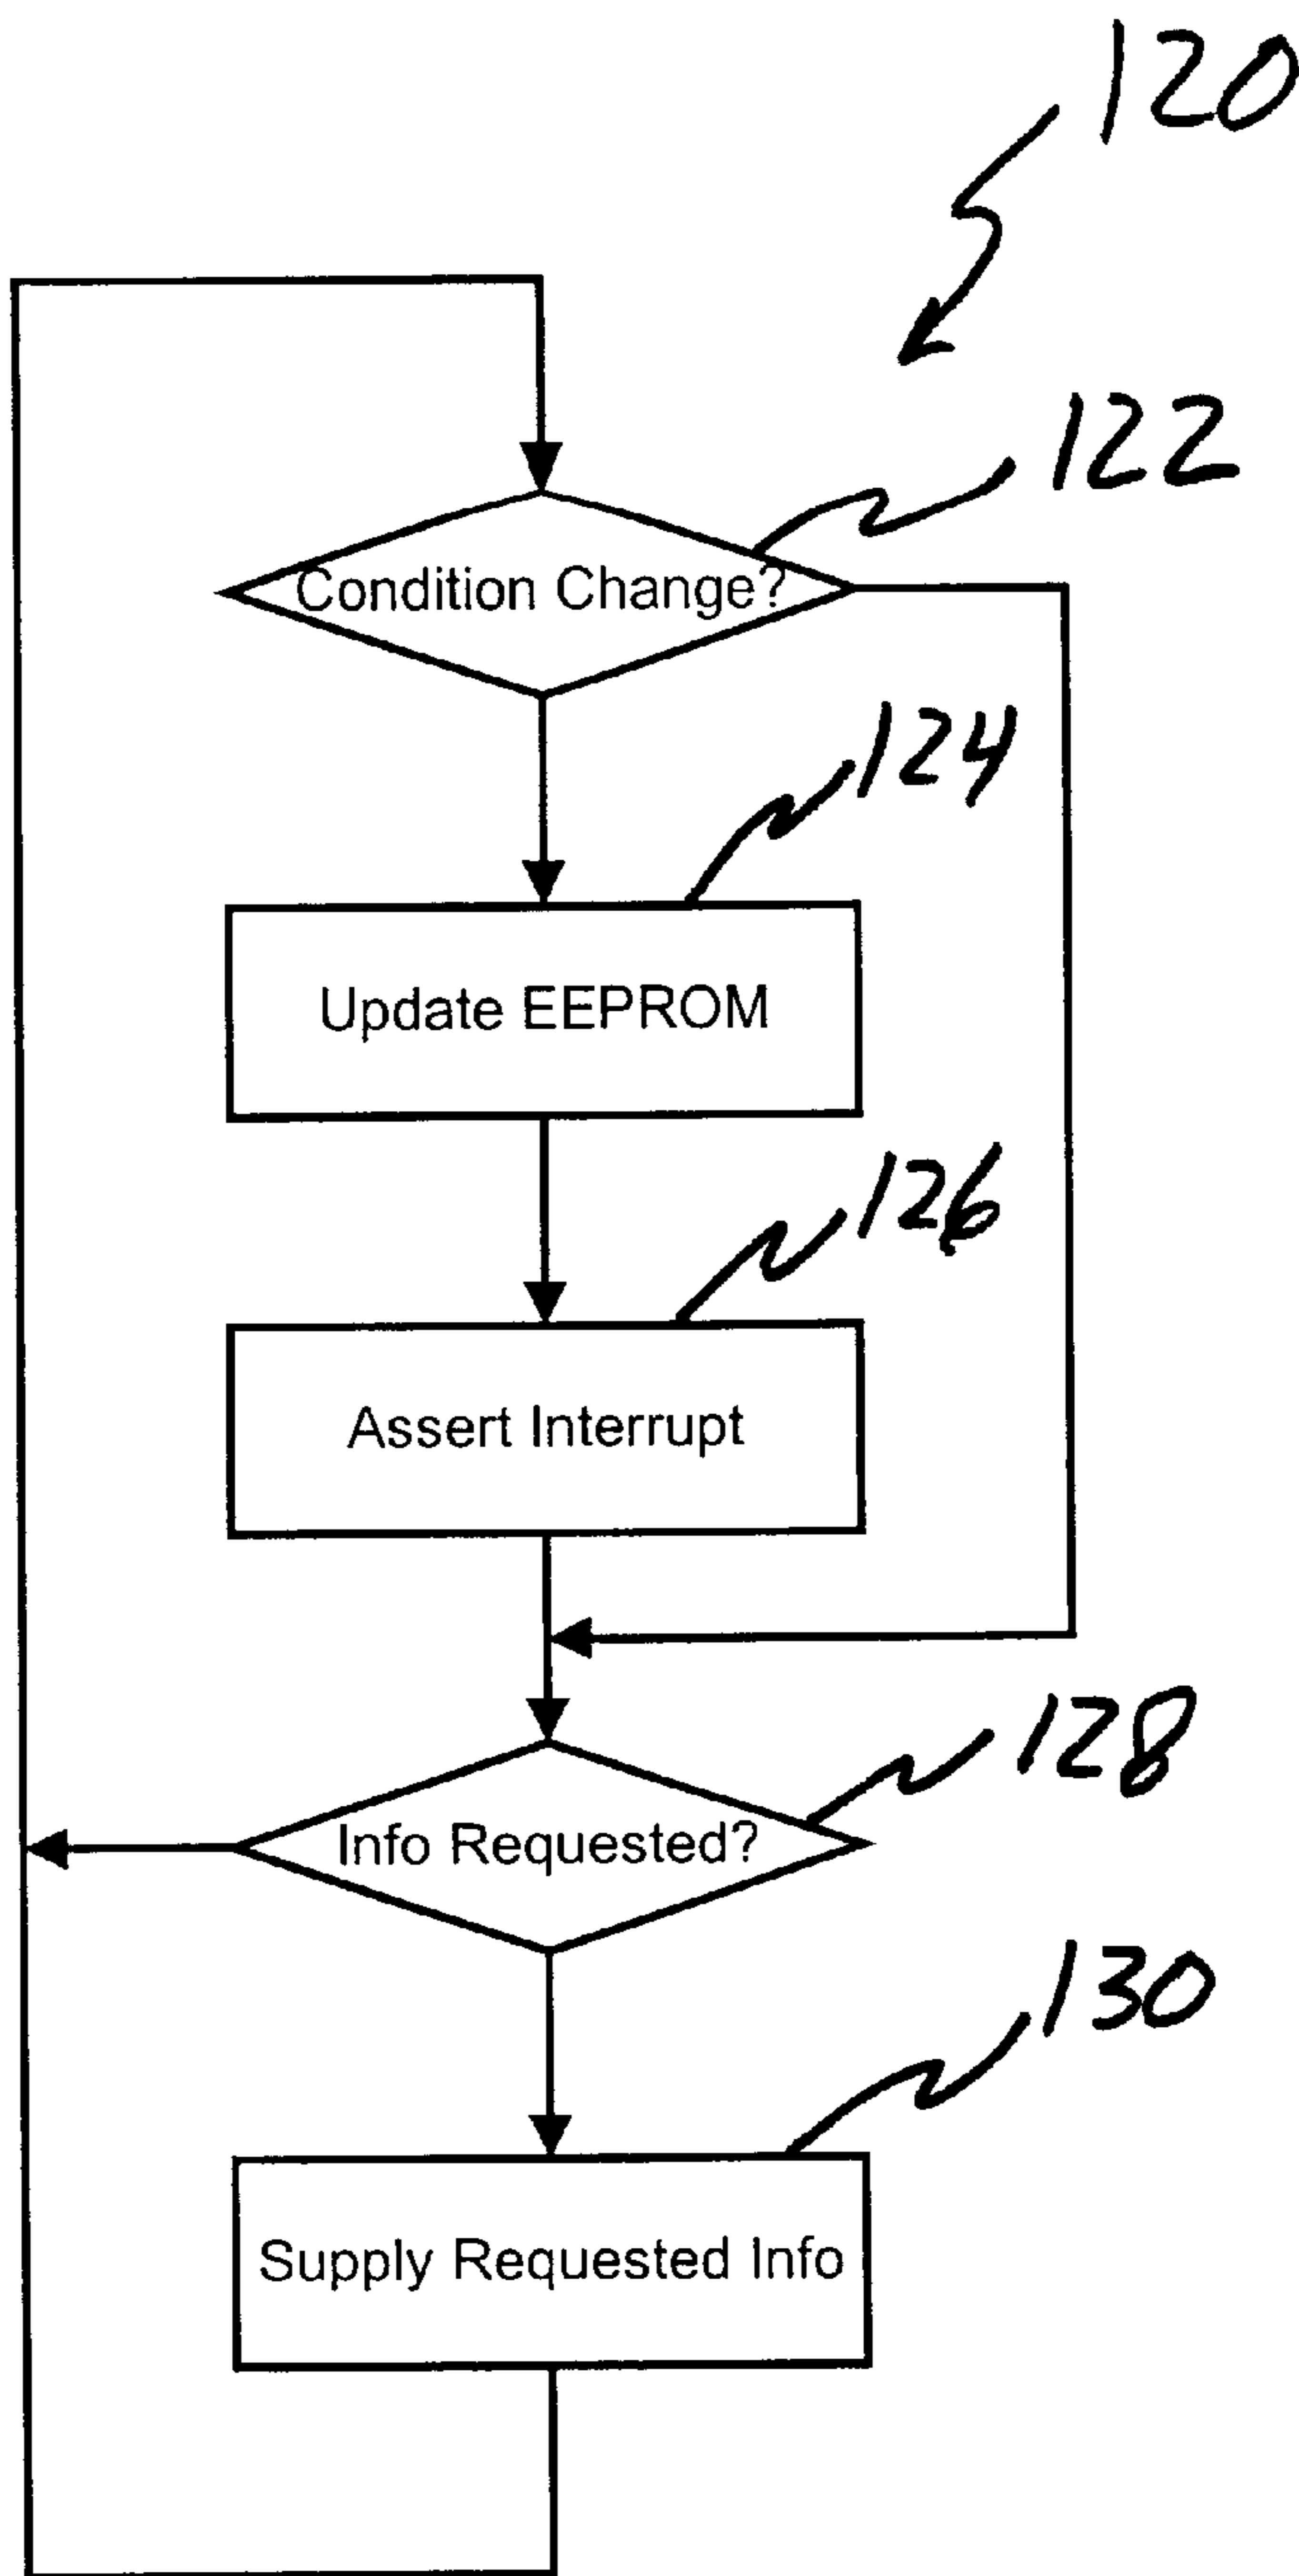 120
122
Condition Change?
124
Update EEPROM
126
Assert Interrupt
128
Info Requested?
130
Supply Requested Info